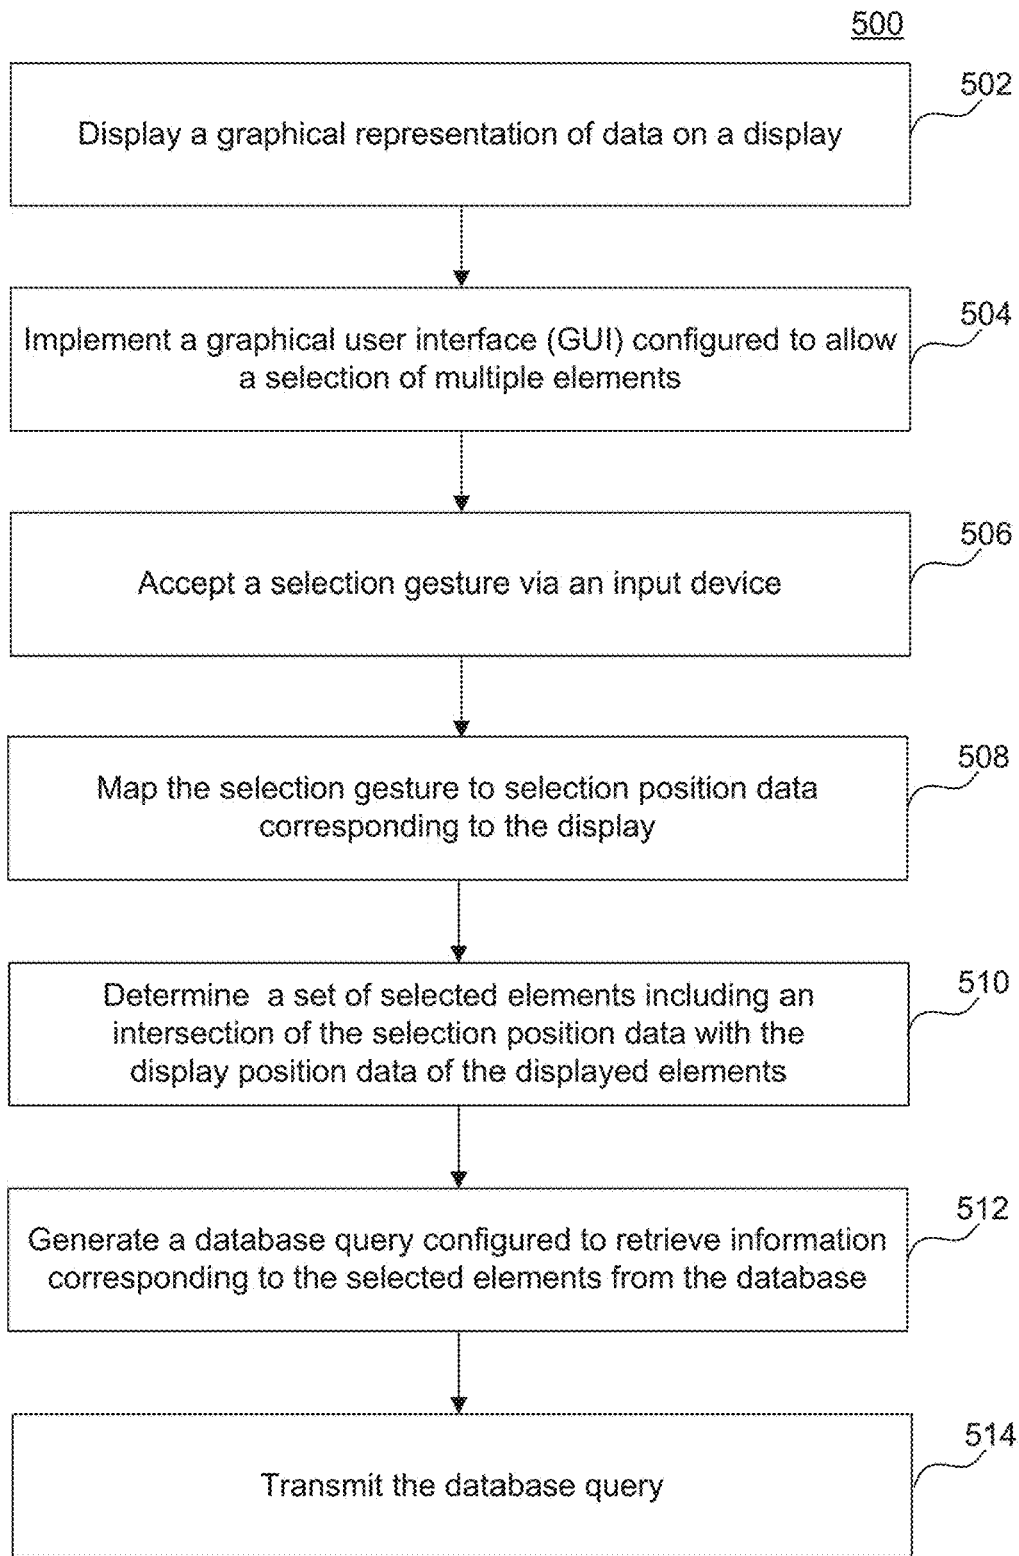 500
502
Display a graphical representation of data on a display
504
Implement a graphical user interface (GUI) configured to allow
a selection of multiple elements
506
Accept a selection gesture via an input device
508
Map the selection gesture to selection position data
corresponding to the display
510
Determine a set of selected elements including an
intersection of the selection position data with the
display position data of the displayed elements
512
Generate a database query configured to retrieve information
corresponding to the selected elements from the database
514
Transmit the database query